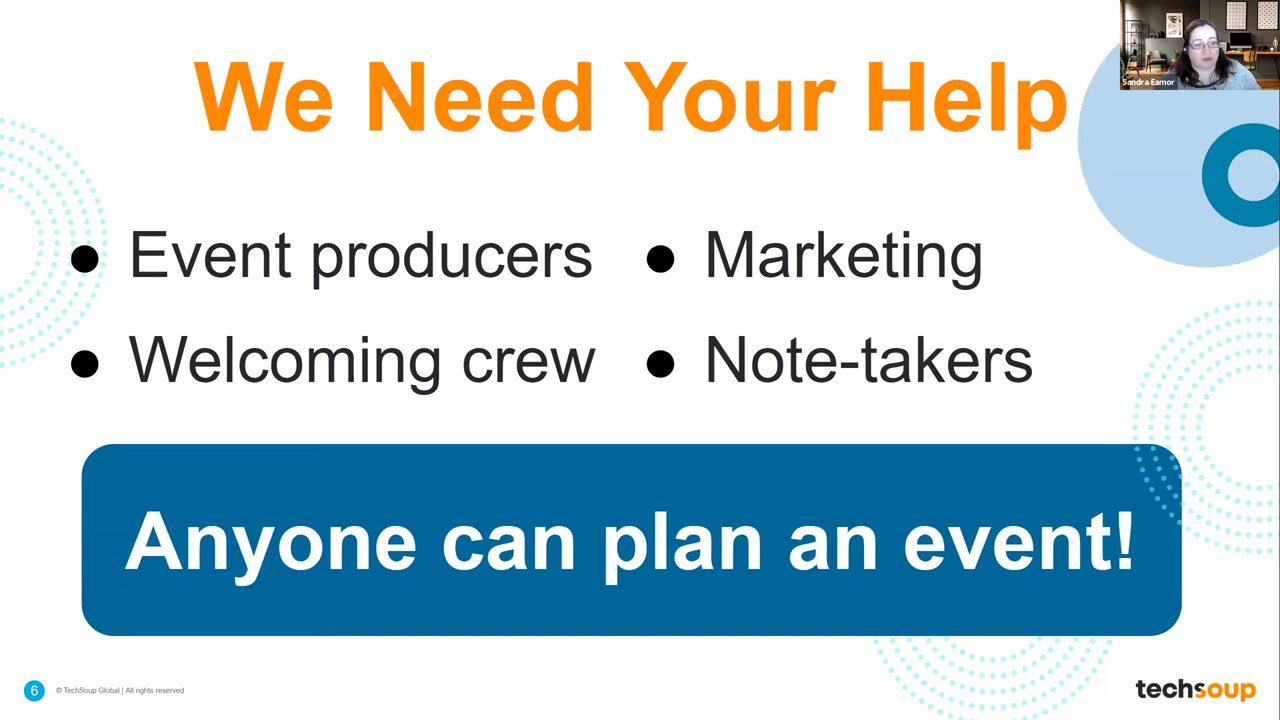 We Need Your Help
Sandra Eamor
● Event producers
● Welcoming crew
● Marketing
● Note-takers
Anyone can plan an event!
6 . © TechSoup Global | All rights reserved
techsoup